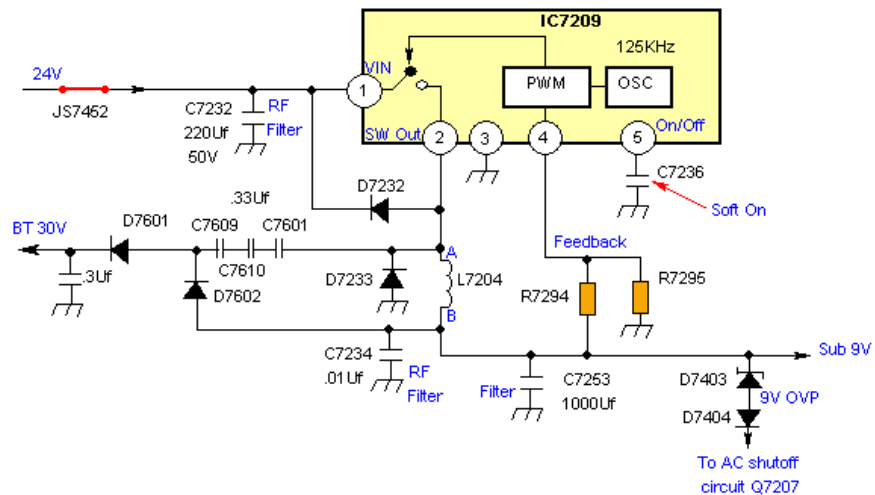 IC7209
125KHz
24V
VIN
1
PWM
OSC
JS7452
C7232
220Uf
50V
RF
Filter
SW Out
2
3
4
5
On/Off
C7236
Soft On
D7232
.33Uf
BT 30V
D7601
C7609
C7601
C7610
.3Uf
D7602
D7233
A
L7204
B
Feedback
R7294
R7295
C7234
.01Uf
RF
Filter
Filter
C7253
1000Uf
Sub 9V
D7403
9V OVP
D7404
To AC shutoff
circuit Q7207